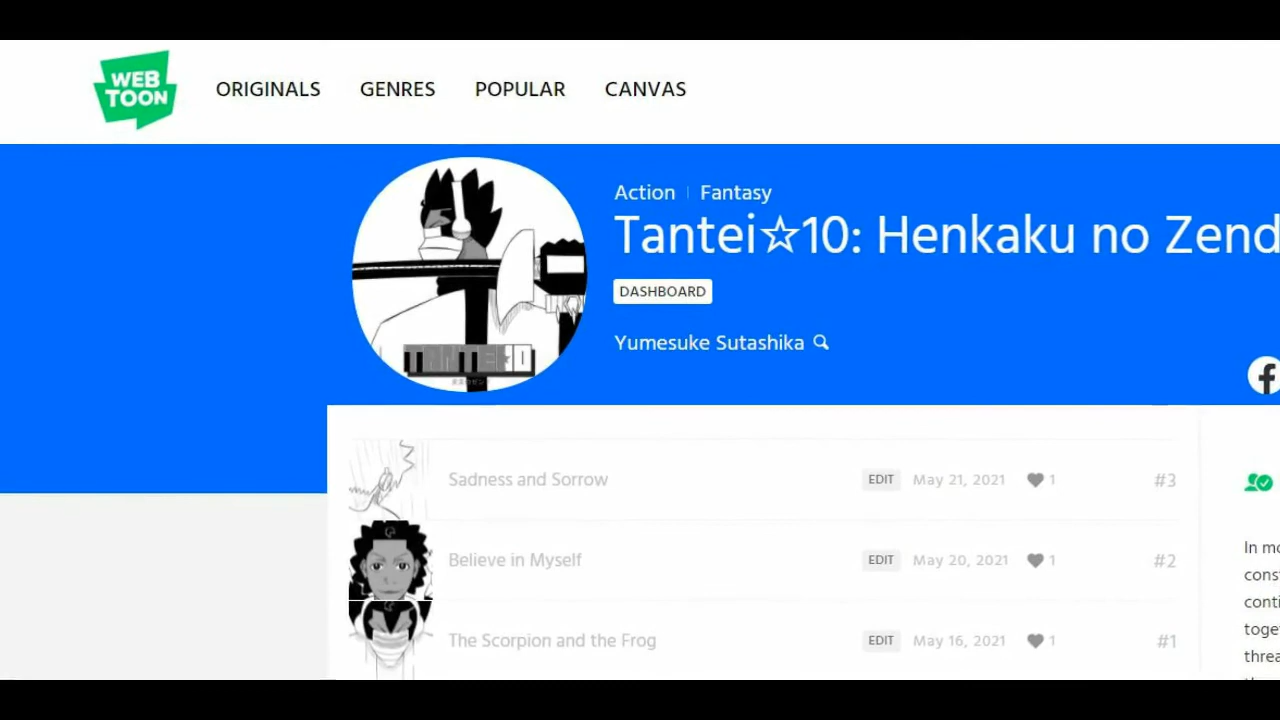 WEB
TOON
ORIGINALS GENRES POPULAR CANVAS
Action Fantasy
Tantei☆10: Henkaku no Zend
DASHBOARD
Yumesuke Sutashika
TANTEI☆10
Sadness and Sorrow EDIT May 21, 2021 1 #3
Believe in Myself EDIT May 20, 2021 1 #2
The Scorpion and the Frog EDIT May 16, 2021 1 #1
In mo
cons
conti
toge
threa